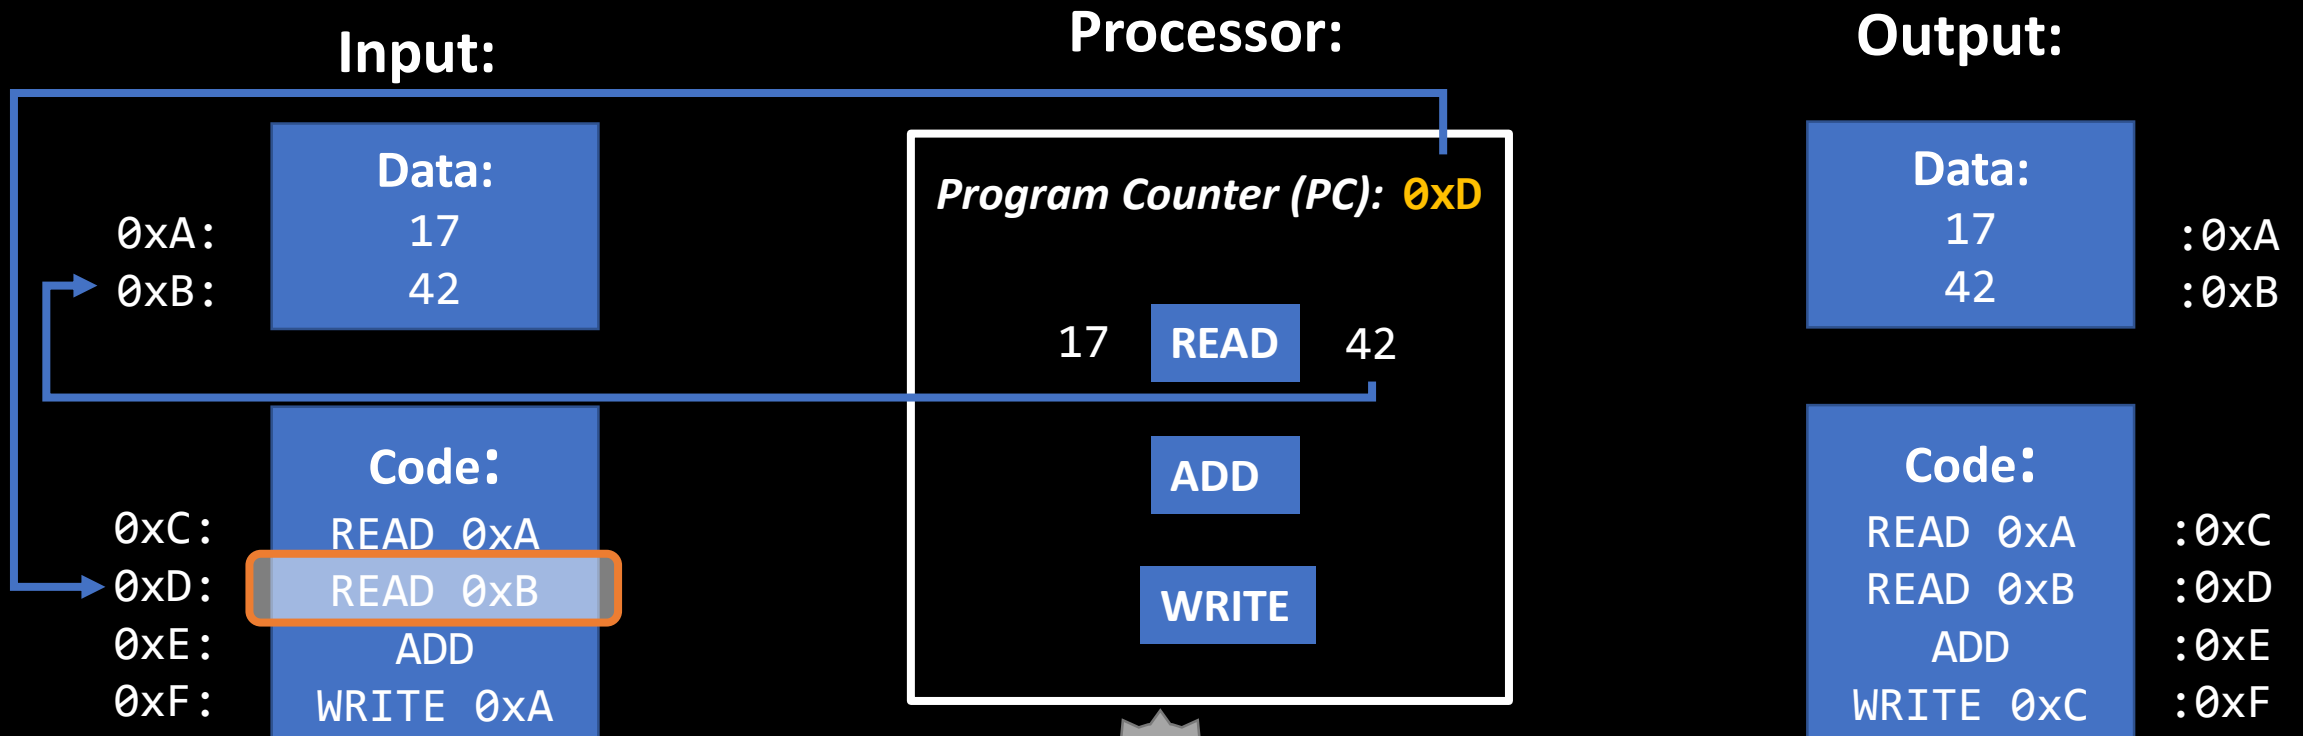 Input:
Data:
0xA: 17
0xB: 42
Code:
0xC: READ 0xA
0xD: READ 0xB
0xE: ADD
0xF: WRITE 0xA
Processor:
Program Counter (PC): 0xD
17 READ 42
ADD
WRITE
Output:
Data:
17 :0xA
42 :0xB
Code:
READ 0xA :0xC
READ 0xB :0xD
ADD :0xE
WRITE 0xC :0xF